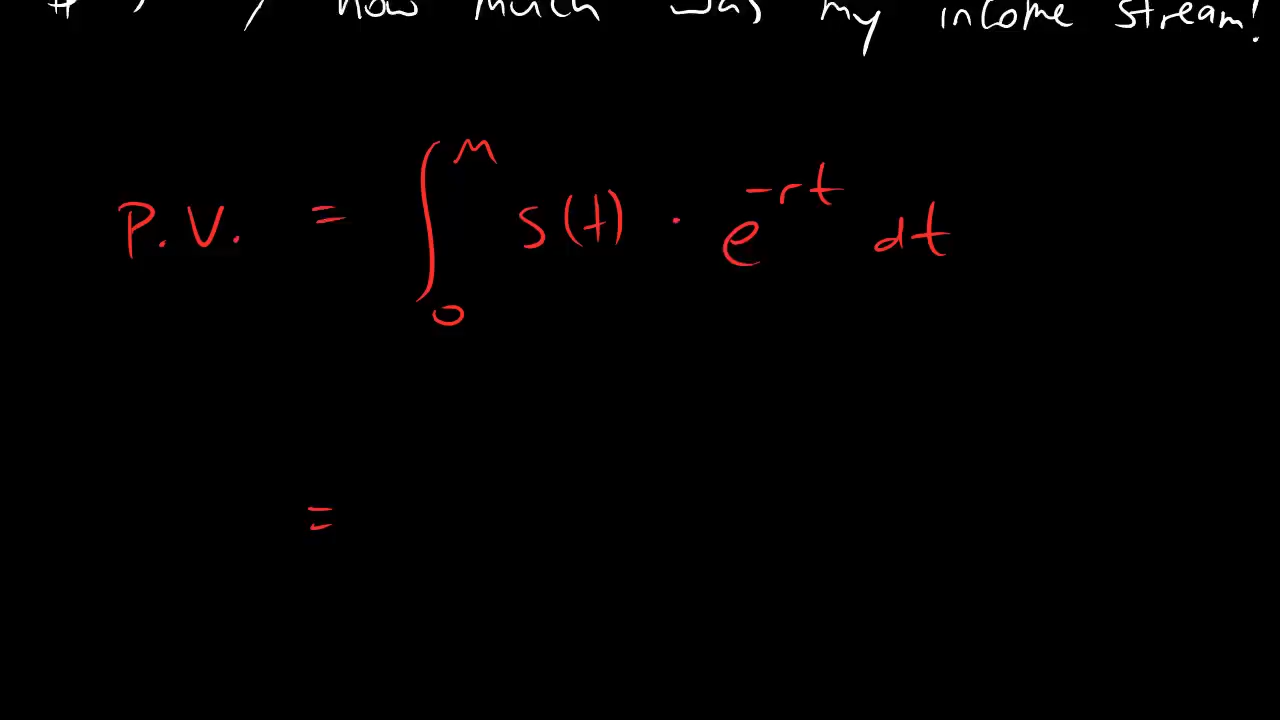 how much was my income stream!
P.V. = ∫₀ᴹ s(t) · e^{-rt} dt
=